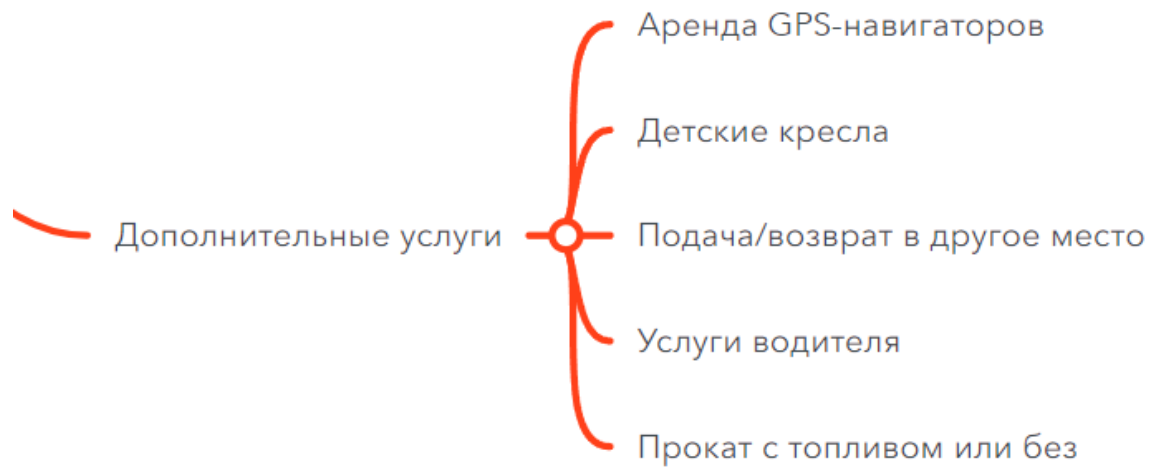 Аренда GPS-навигаторов
Детские кресла
Дополнительные услуги
Подача/возврат в другое место
Услуги водителя
Прокат с топливом или без